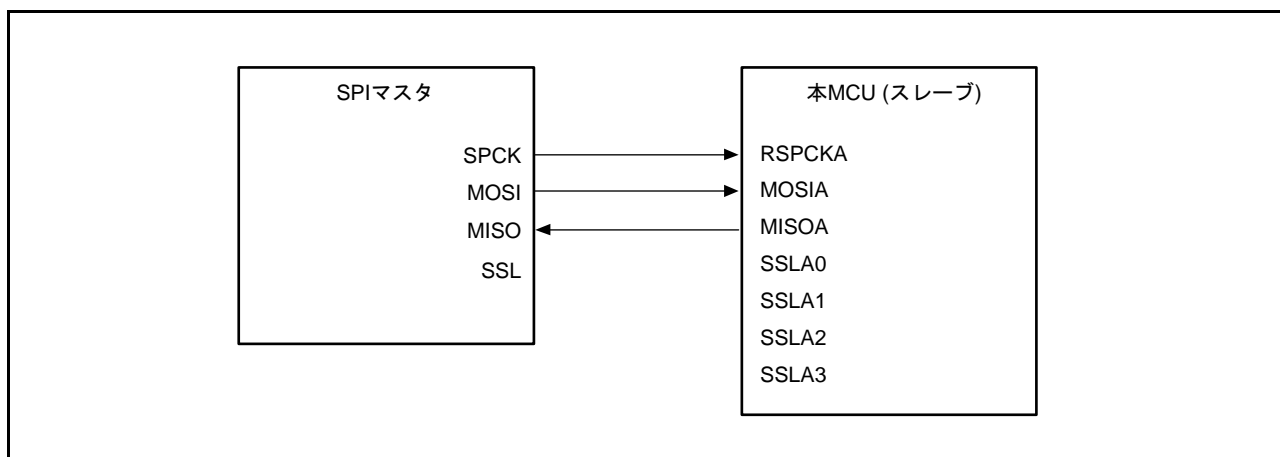 SPIマスタ
SPCK
MOSI
MISO
SSL
本MCU (スレーブ)
RSPCKA
MOSIA
MISOA
SSLA0
SSLA1
SSLA2
SSLA3